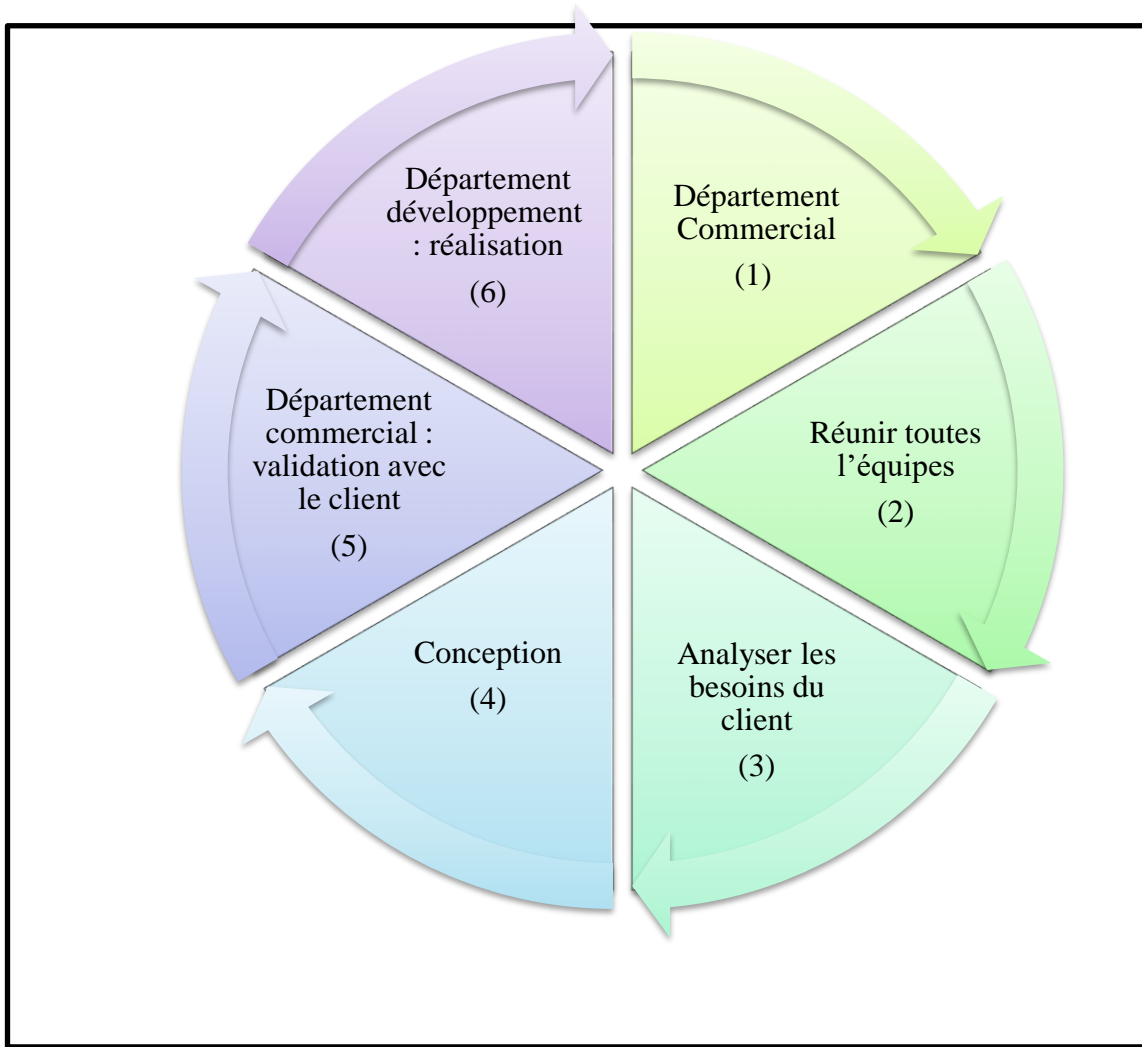 Département
Commercial
(1)
Réunir toutes
l’équipes
(2)
Analyser les
besoins du
client
(3)
Conception
(4)
Département
commercial :
validation avec
le client
(5)
Département
développement
: réalisation
(6)